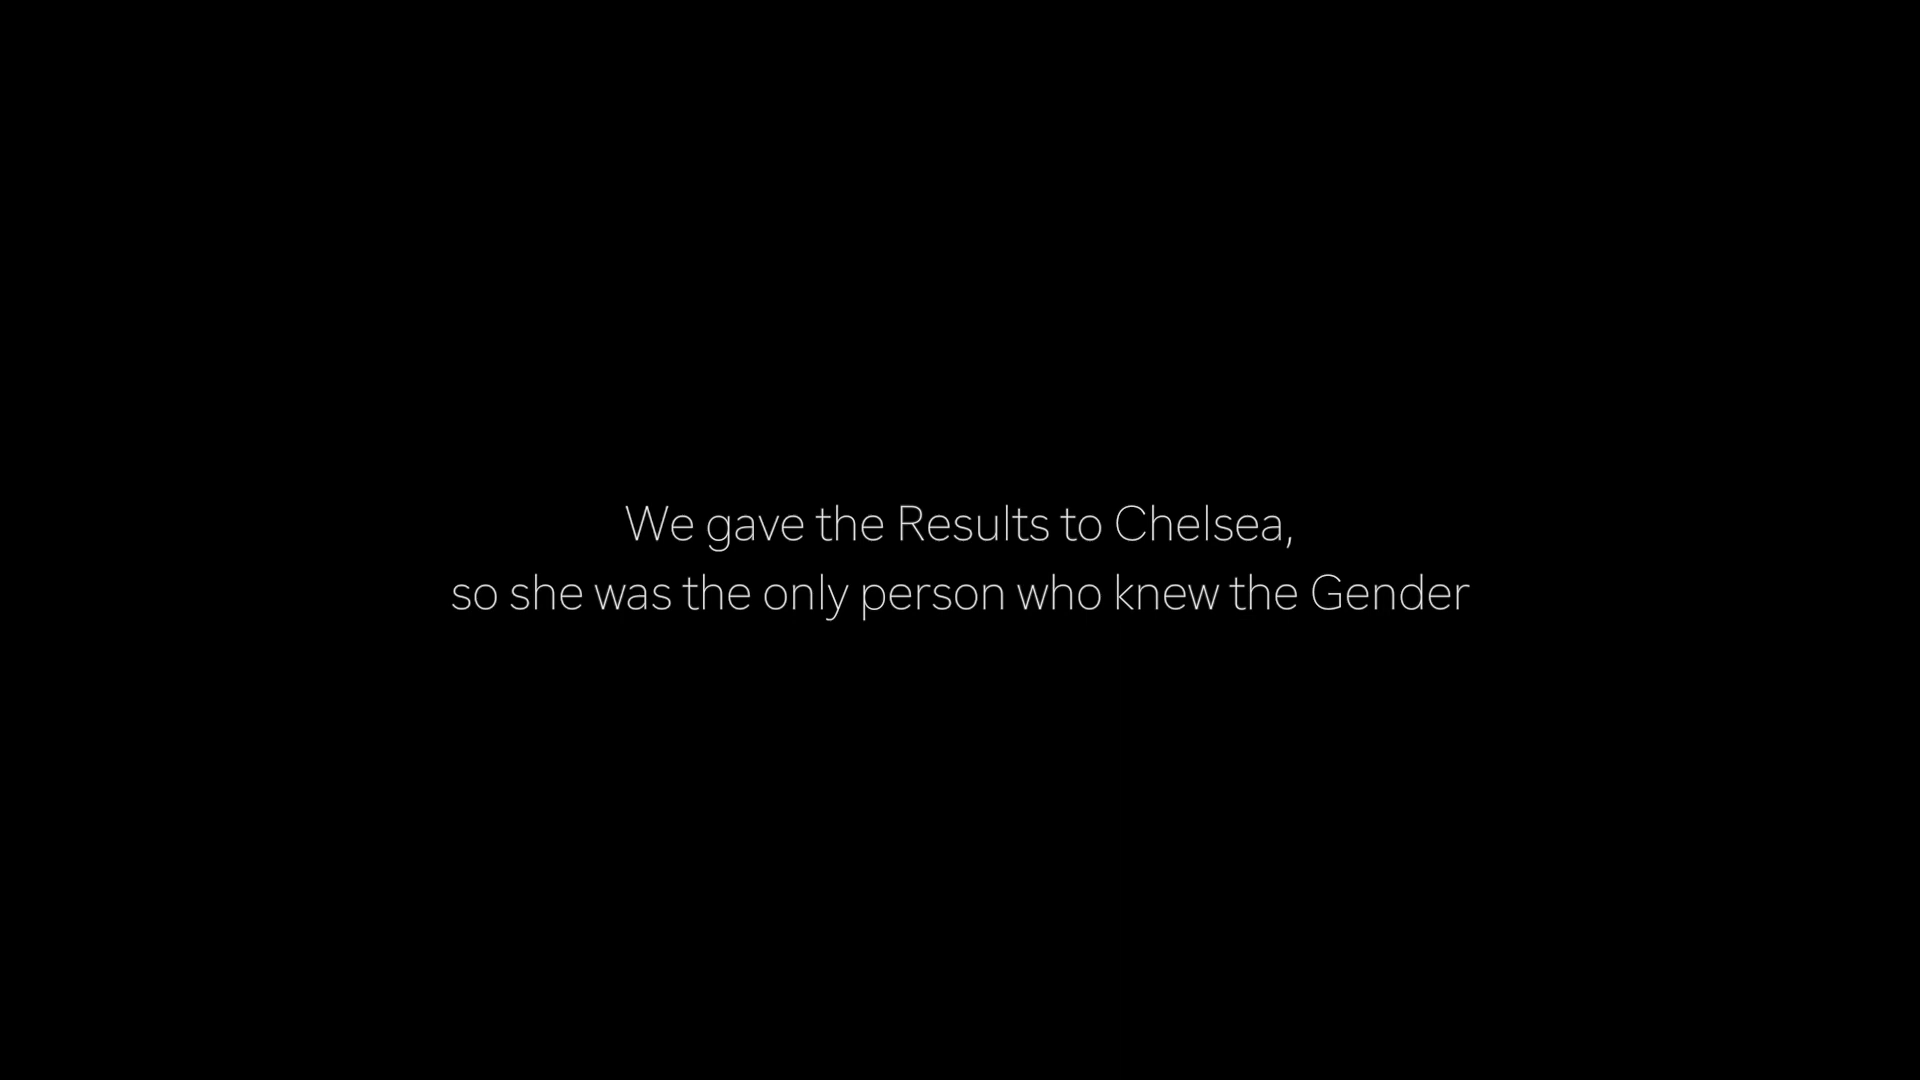 We gave the Results to Chelsea,
so she was the only person who knew the Gender